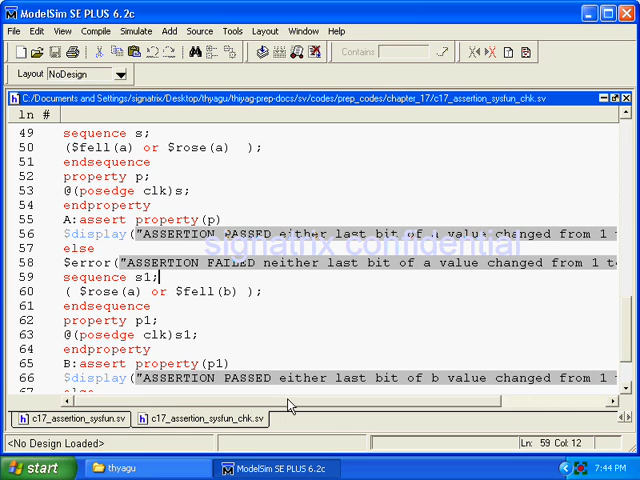 ModelSim SE PLUS 6.2c
File Edit View Compile Simulate Add Source Tools Layout Window Help
Contains
Layout NoDesign
C:/Documents and Settings/signatrix/Desktop/thyagu/thiyag-prep-docs/sv/codes/prep_codes/chapter_17/c17_assertion_sysfun_chk.sv
ln #
49 sequence s;
50 ($fell(a) or $rose(a) );
51 endsequence
52 property p;
53 @(posedge clk)s;
54 endproperty
55 A:assert property(p)
56 $display("ASSERTION PASSED either last bit of a value changed from 1 t
signatrix confidential
57 else
58 $error("ASSERTION FAILED neither last bit of a value changed from 1 t
59 sequence s1;
60 ( $rose(a) or $fell(b) );
61 endsequence
62 property p1;
63 @(posedge clk)s1;
64 endproperty
65 B:assert property(p1)
66 $display("ASSERTION PASSED either last bit of b value changed from 1 t
67 else
c17_assertion_sysfun.sv c17_assertion_sysfun_chk.sv
<No Design Loaded> Ln: 59 Col: 12
start thyagu ModelSim SE PLUS 6.2c 7:44 PM